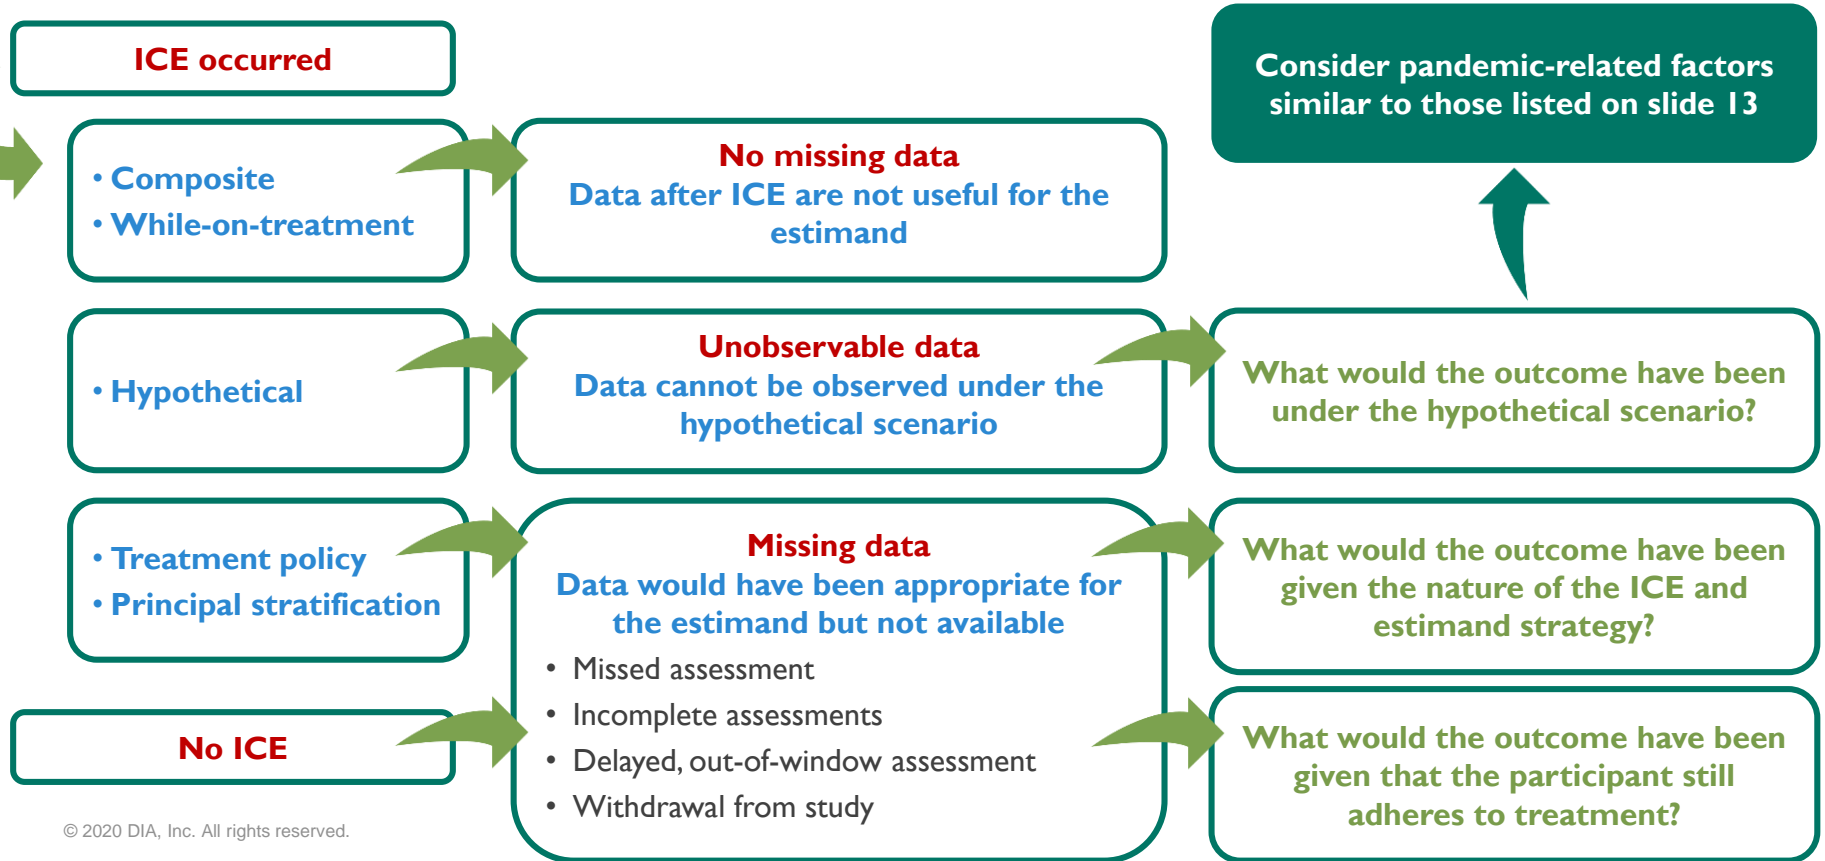 ICE occurred
Consider pandemic-related factors
similar to those listed on slide 13
• Composite
• While-on-treatment
No missing data
Data after ICE are not useful for the
estimand
• Hypothetical
Unobservable data
Data cannot be observed under the
hypothetical scenario
What would the outcome have been
under the hypothetical scenario?
• Treatment policy
• Principal stratification
Missing data
Data would have been appropriate for
the estimand but not available
• Missed assessment
• Incomplete assessments
• Delayed, out-of-window assessment
• Withdrawal from study
What would the outcome have been
given the nature of the ICE and
estimand strategy?
No ICE
What would the outcome have been
given that the participant still
adheres to treatment?
© 2020 DIA, Inc. All rights reserved.